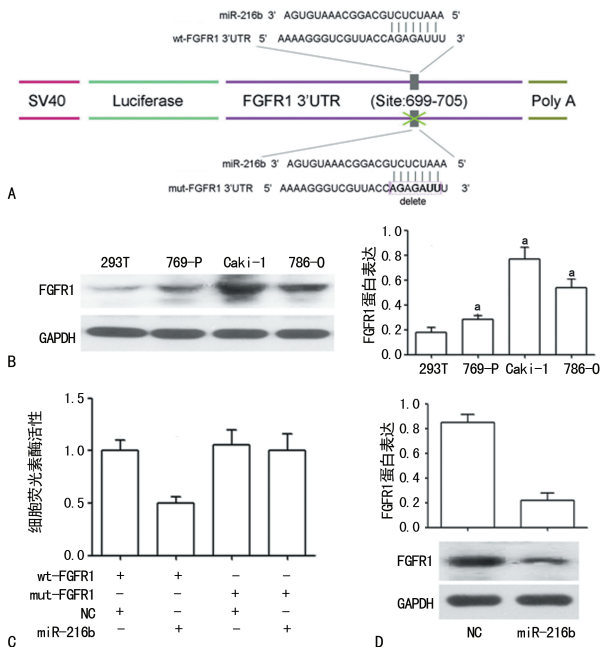 miR-216b 3' AGUGUAAACGGACGUCUCUAAA 5'
wt-FGFR1 3'UTR 5' AAAAGGGUCGUUACCAGAGAUUU 3'
SV40 Luciferase FGFR1 3'UTR (Site:699-705) Poly A
miR-216b 3' AGUGUAAACGGACGUCUCUAAA 5'
mut-FGFR1 3'UTR 5' AAAAGGGUCGUUACCAGAGAUUU 3'
delete
A
293T 769-P Caki-1 786-O
FGFR1
GAPDH
B
FGFR1蛋白表达
1.0
0.8
0.6
0.4
0.2
0.0
a a a
293T 769-P Caki-1 786-O
细胞荧光素酶活性
1.5
1.0
0.5
0.0
wt-FGFR1 + + − −
mut-FGFR1 − − + +
NC + − + −
miR-216b − + − +
C
FGFR1蛋白表达
1.0
0.8
0.6
0.4
0.2
0.0
FGFR1
GAPDH
NC miR-216b
D